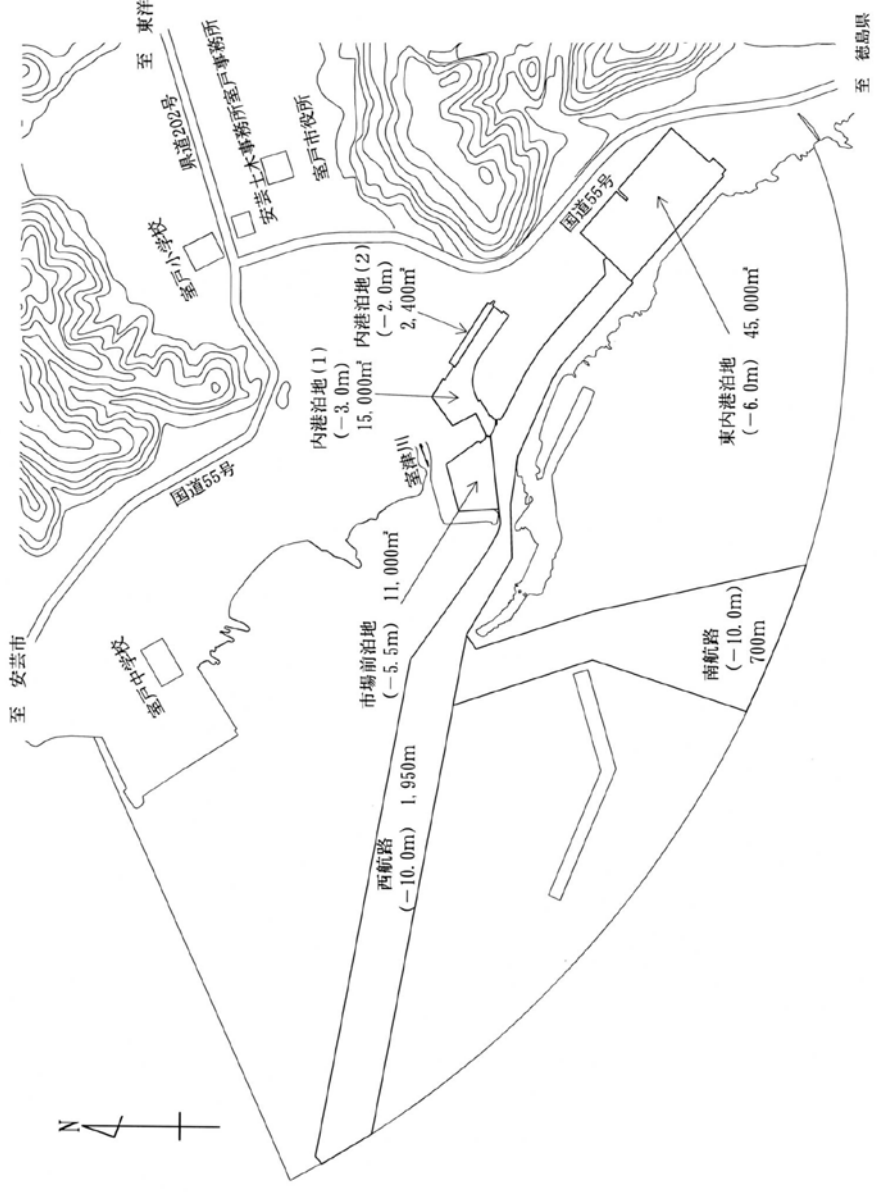 至 安芸市
至 東洋
県道202号
安芸土木事務所室戸事務所
室戸市役所
室戸小学校
国道55号
室戸中学校
内港泊地(1)
(-3.0m)
15,000㎡
内港泊地(2)
(-2.0m)
2,400㎡
室津川
国道55号
市場前泊地
(-5.5m) 11,000㎡
東内港泊地
(-6.0m) 45,000㎡
西航路
(-10.0m) 1,950m
南航路
(-10.0m)
700m
至 徳島県
N